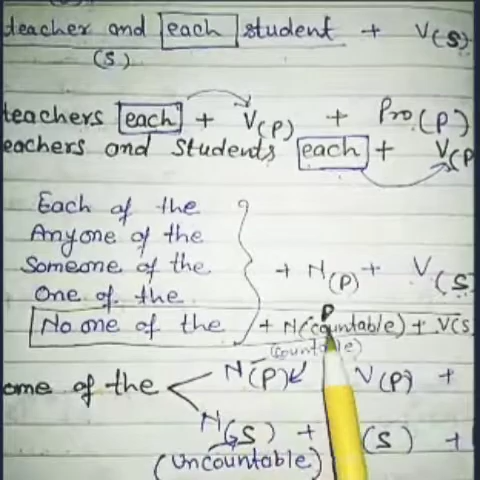 teacher and each student + V(S)
(S)
teachers each + V(P) + Pro(P)
eachers and students each + V(P
Each of the
Anyone of the
Someone of the
One of the
+ N(P) + V(S)
No one of the + N(countable) + V(S
P
(countable)
ome of the < N(P) V(P) +
N(S) + (S) +
(uncountable)